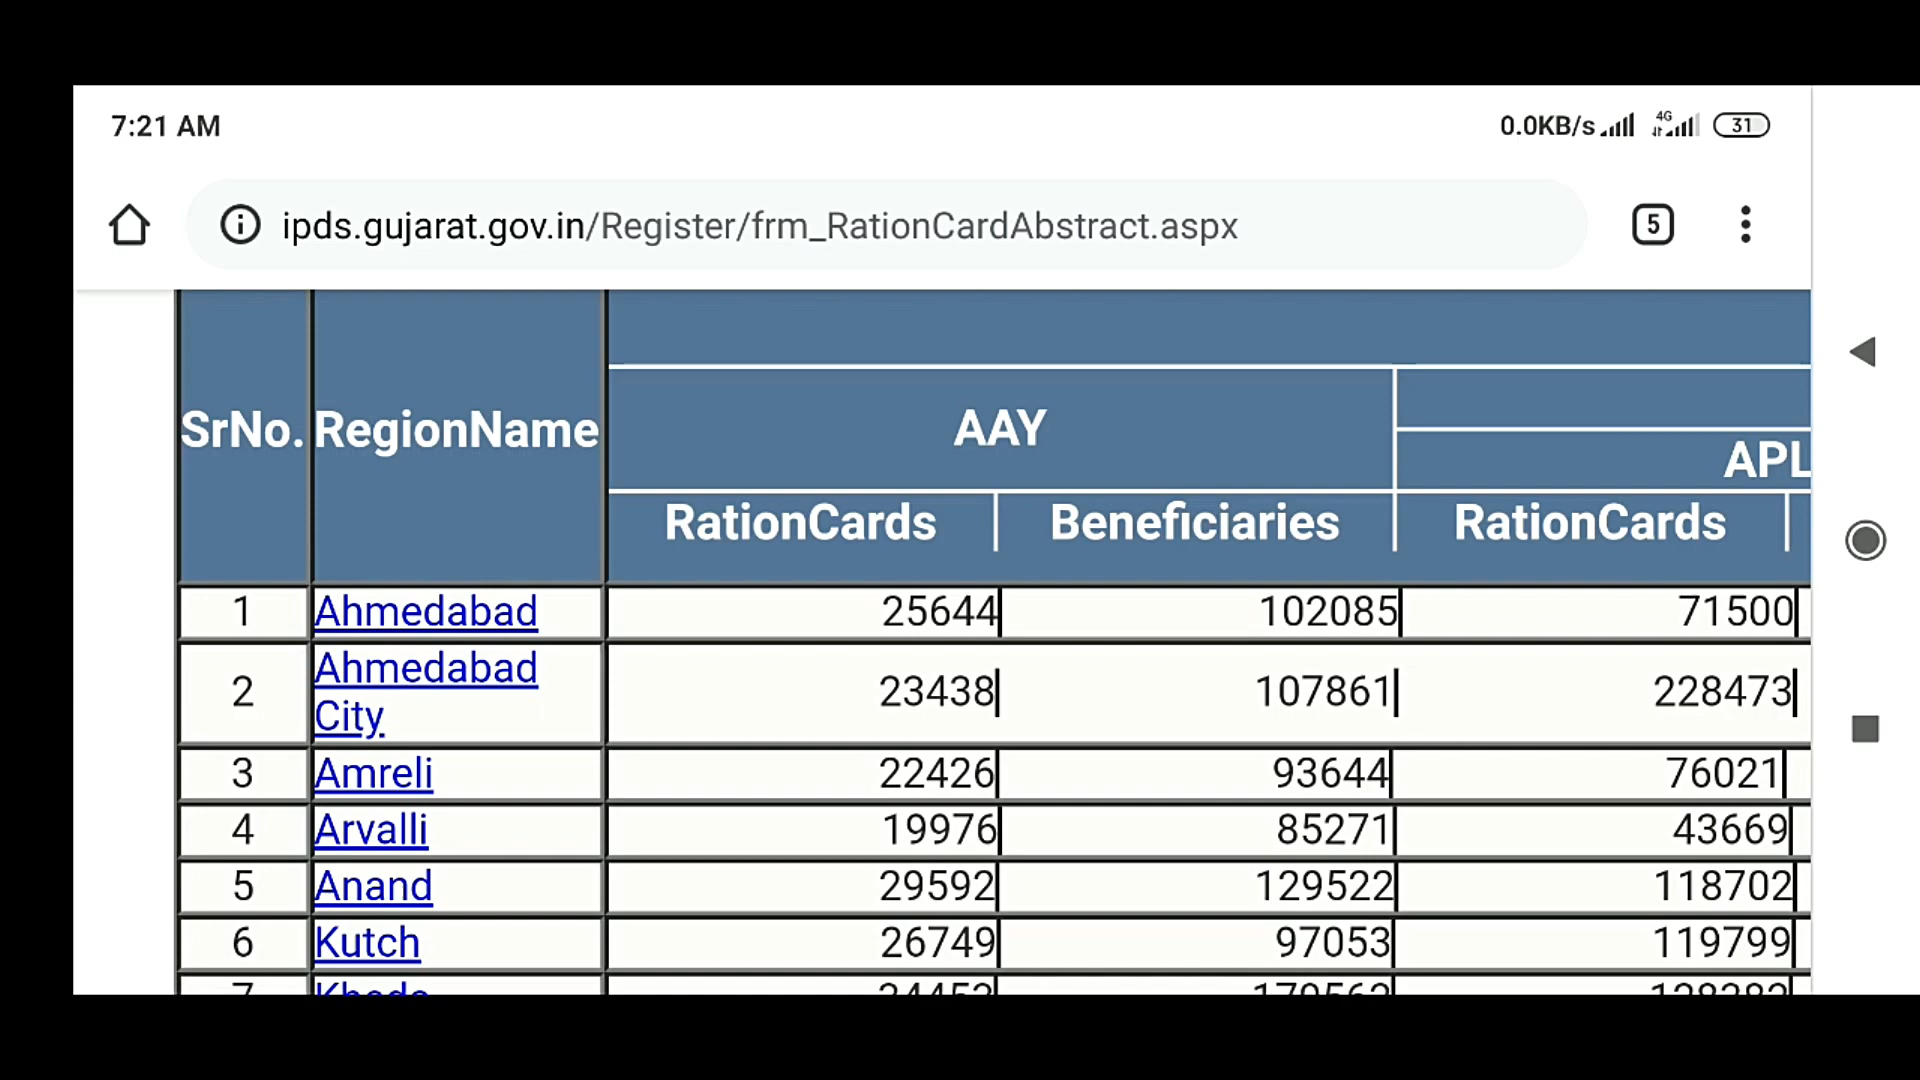 7:21 AM 0.0KB/s 4G 31
ipds.gujarat.gov.in/Register/frm_RationCardAbstract.aspx 5
SrNo. RegionName AAY APL
RationCards Beneficiaries RationCards
1 Ahmedabad 25644 102085 71500
2 Ahmedabad City 23438 107861 228473
3 Amreli 22426 93644 76021
4 Arvalli 19976 85271 43669
5 Anand 29592 129522 118702
6 Kutch 26749 97053 119799
7